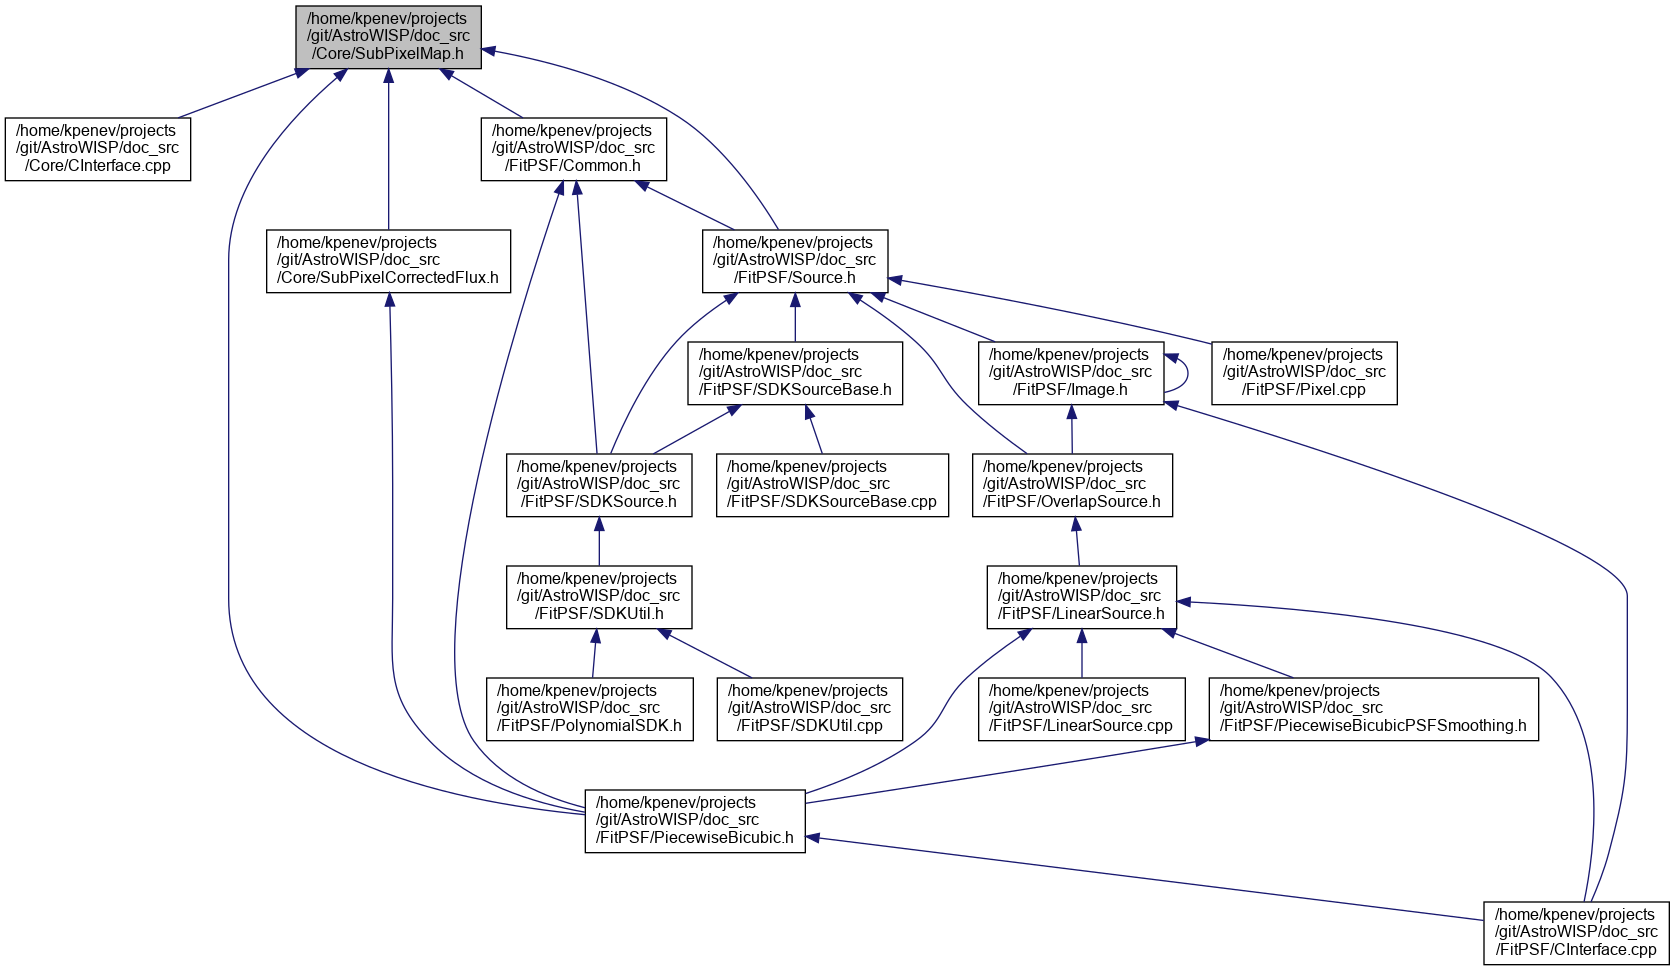 /home/kpenev/projects
/git/AstroWISP/doc_src
/Core/SubPixelMap.h
/home/kpenev/projects
/git/AstroWISP/doc_src
/Core/CInterface.cpp
/home/kpenev/projects
/git/AstroWISP/doc_src
/FitPSF/Common.h
/home/kpenev/projects
/git/AstroWISP/doc_src
/Core/SubPixelCorrectedFlux.h
/home/kpenev/projects
/git/AstroWISP/doc_src
/FitPSF/Source.h
/home/kpenev/projects
/git/AstroWISP/doc_src
/FitPSF/SDKSourceBase.h
/home/kpenev/projects
/git/AstroWISP/doc_src
/FitPSF/Image.h
/home/kpenev/projects
/git/AstroWISP/doc_src
/FitPSF/Pixel.cpp
/home/kpenev/projects
/git/AstroWISP/doc_src
/FitPSF/SDKSource.h
/home/kpenev/projects
/git/AstroWISP/doc_src
/FitPSF/SDKSourceBase.cpp
/home/kpenev/projects
/git/AstroWISP/doc_src
/FitPSF/OverlapSource.h
/home/kpenev/projects
/git/AstroWISP/doc_src
/FitPSF/SDKUtil.h
/home/kpenev/projects
/git/AstroWISP/doc_src
/FitPSF/LinearSource.h
/home/kpenev/projects
/git/AstroWISP/doc_src
/FitPSF/PolynomialSDK.h
/home/kpenev/projects
/git/AstroWISP/doc_src
/FitPSF/SDKUtil.cpp
/home/kpenev/projects
/git/AstroWISP/doc_src
/FitPSF/LinearSource.cpp
/home/kpenev/projects
/git/AstroWISP/doc_src
/FitPSF/PiecewiseBicubicPSFSmoothing.h
/home/kpenev/projects
/git/AstroWISP/doc_src
/FitPSF/PiecewiseBicubic.h
/home/kpenev/projects
/git/AstroWISP/doc_src
/FitPSF/CInterface.cpp